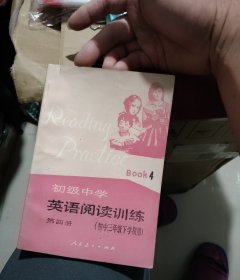 Reading
Practice
Book 4
初级中学
英语阅读训练
第四册
（初中三年级下学期用）
人民教育出版社